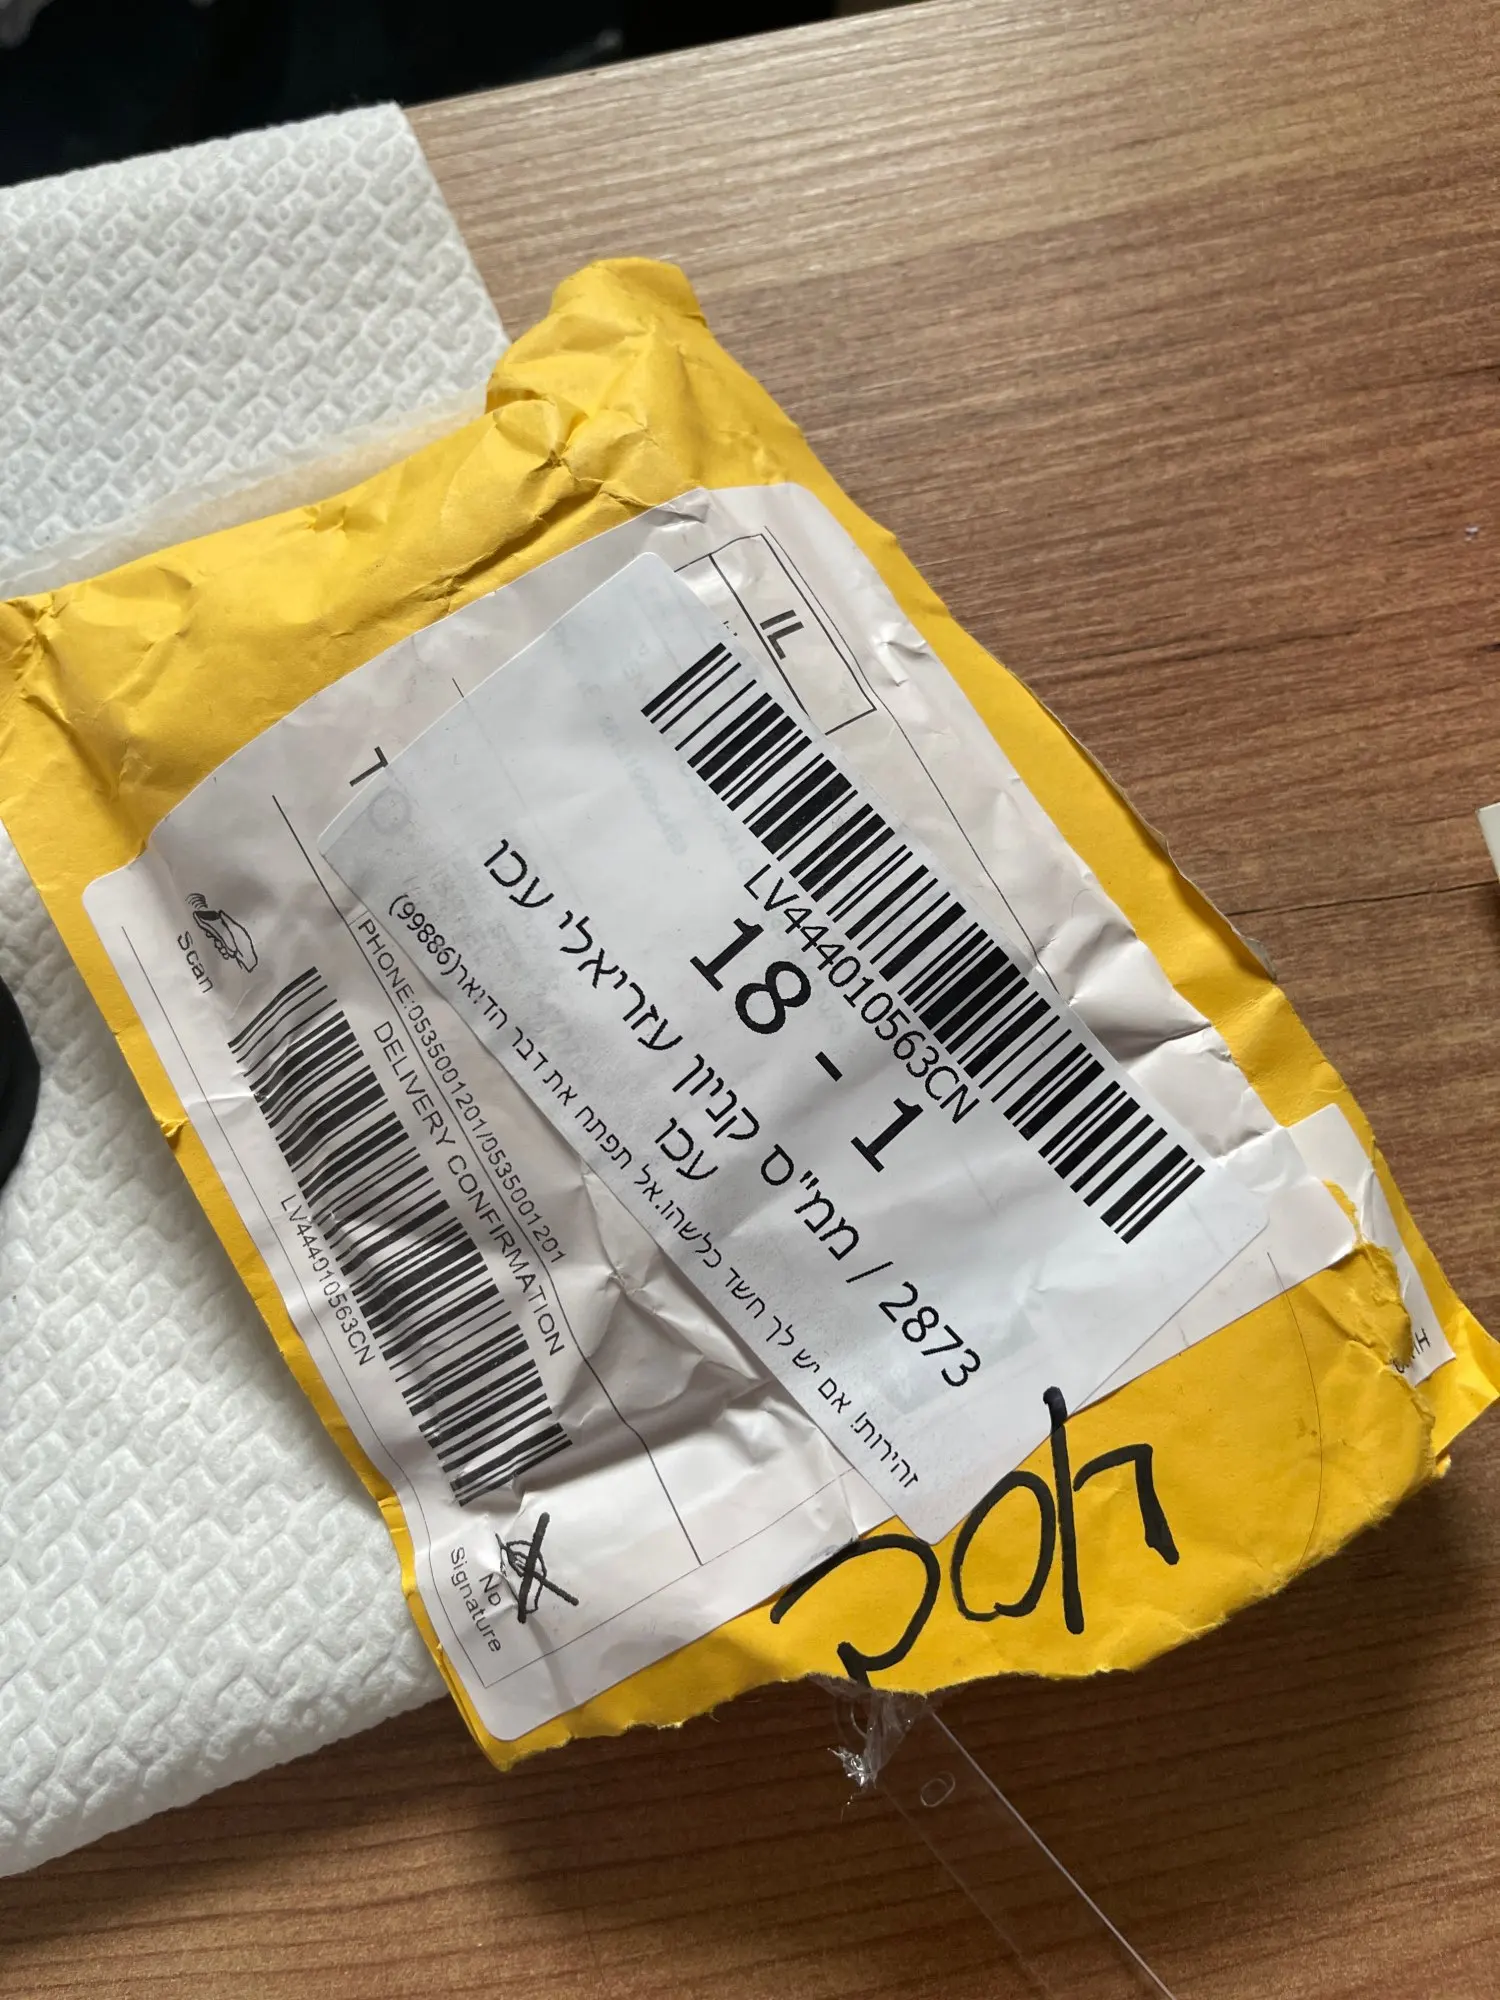 IL
T
LV444010563CN
18 - 1
2873 / ממ"ס קניון עזריאלי עכו
עכו
זהירות! אם יש לך חשד כלשהו.אל תפתח את דבר הדואר(99886)
PHONE:0535001201/0535001201
DELIVERY CONFIRMATION
Scan
LV444010563CN
No
Signature